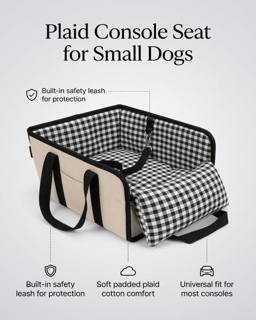 Plaid Console Seat
for Small Dogs
Built-in safety leash
for protection
Built-in safety
leash for protection
Soft padded plaid
cotton comfort
Universal fit for
most consoles